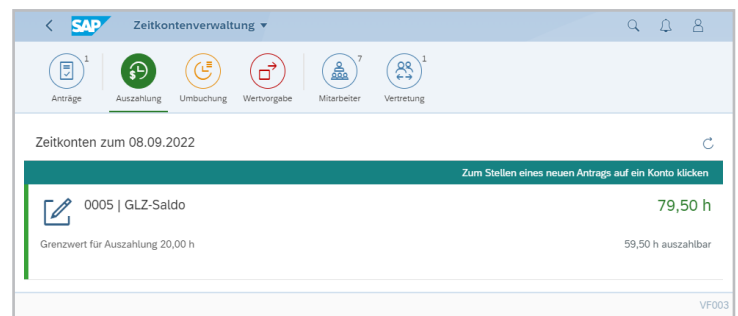 SAP Zeitkontenverwaltung
1 7 1
Anträge Auszahlung Umbuchung Wertvorgabe Mitarbeiter Vertretung
Zeitkonten zum 08.09.2022
Zum Stellen eines neuen Antrags auf ein Konto klicken
0005 | GLZ-Saldo 79,50 h
Grenzwert für Auszahlung 20,00 h 59,50 h auszahlbar
VF003